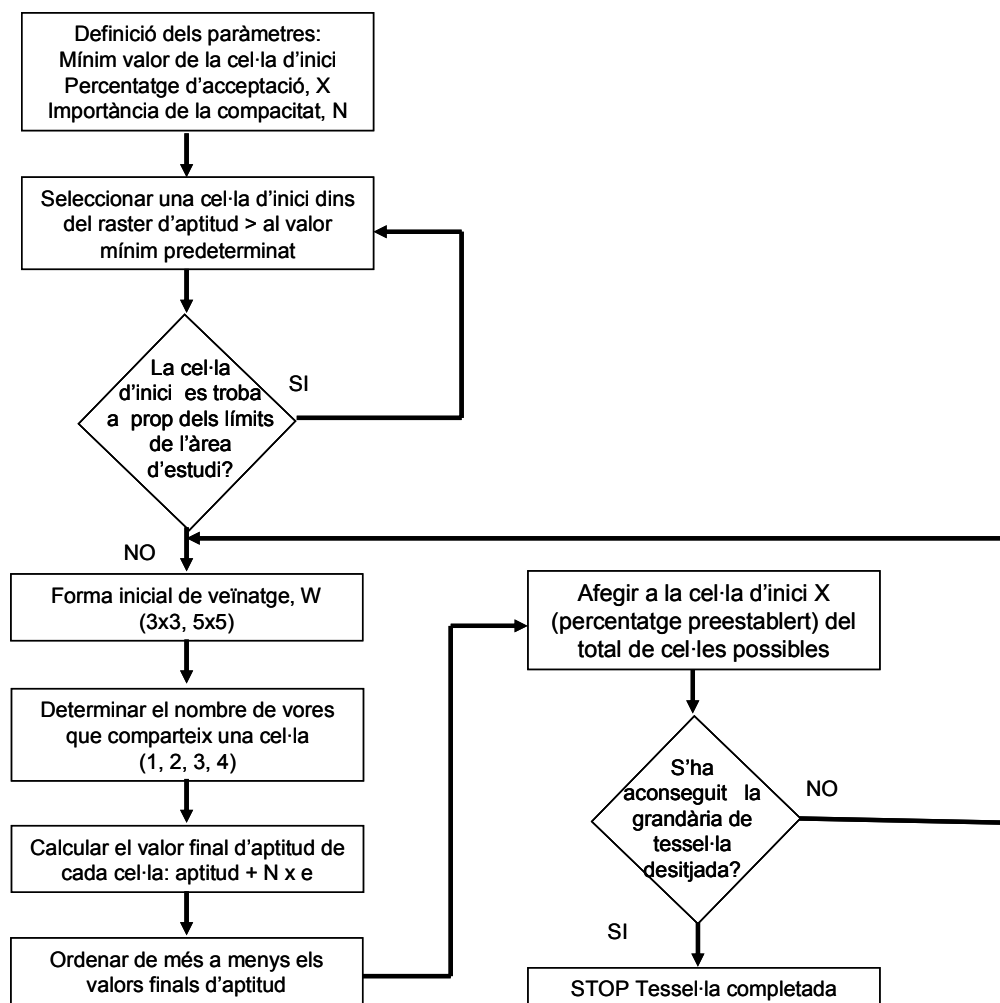 Definició dels paràmetres:
Mínim valor de la cel·la d'inici
Percentatge d'acceptació, X
Importància de la compacitat, N
Seleccionar una cel·la d'inici dins
del raster d'aptitud > al valor
mínim predeterminat
La cel·la
d'inici es troba
a prop dels límits
de l'àrea
d'estudi?
SI
NO
Forma inicial de veïnatge, W
(3x3, 5x5)
Determinar el nombre de vores
que comparteix una cel·la
(1, 2, 3, 4)
Calcular el valor final d'aptitud de
cada cel·la: aptitud + N x e
Ordenar de més a menys els
valors finals d'aptitud
Afegir a la cel·la d'inici X
(percentatge preestablert) del
total de cel·les possibles
S'ha
aconseguit la
grandària de
tessel·la
desitjada?
NO
SI
STOP Tessel·la completada